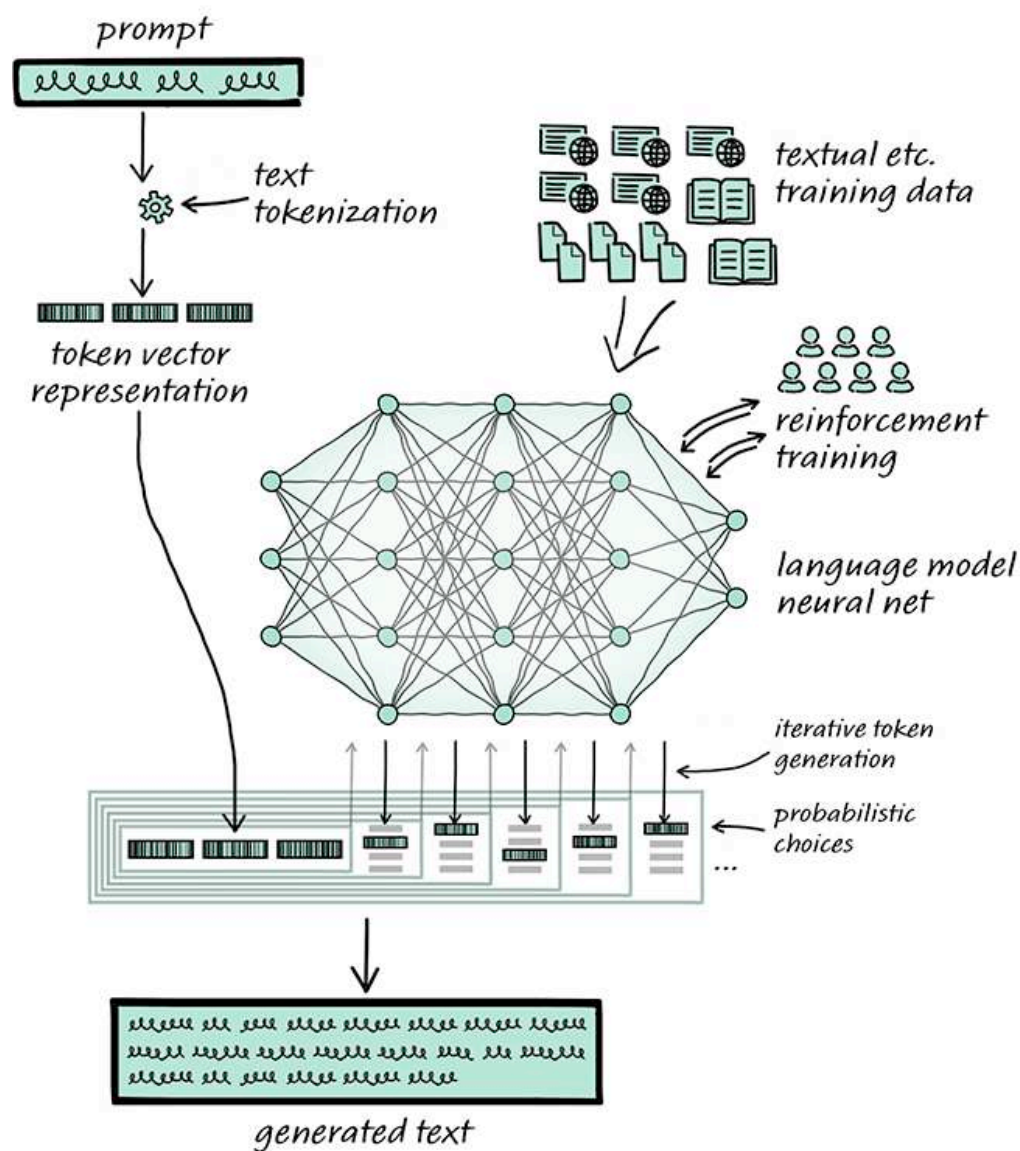 prompt
text
tokenization
token vector
representation
textual etc.
training data
reinforcement
training
language model
neural net
iterative token
generation
probabilistic
choices
...
generated text